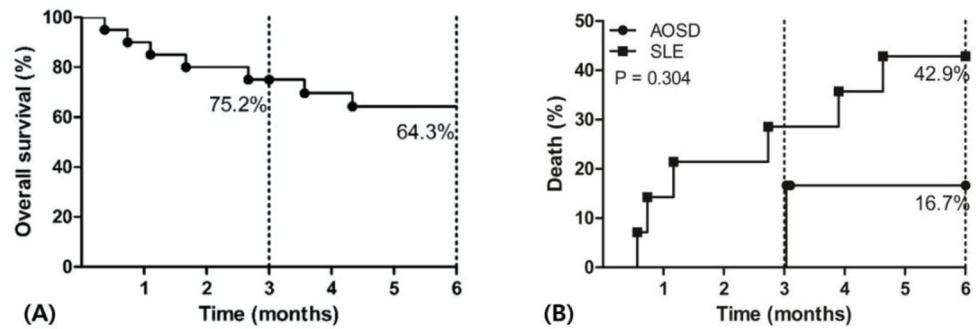 Overall survival (%)
100
80
60
40
20
0
75.2%
64.3%
1 2 3 4 5 6
Time (months)
(A)
Death (%)
50
40
30
20
10
0
AOSD
SLE
P = 0.304
42.9%
16.7%
1 2 3 4 5 6
Time (months)
(B)